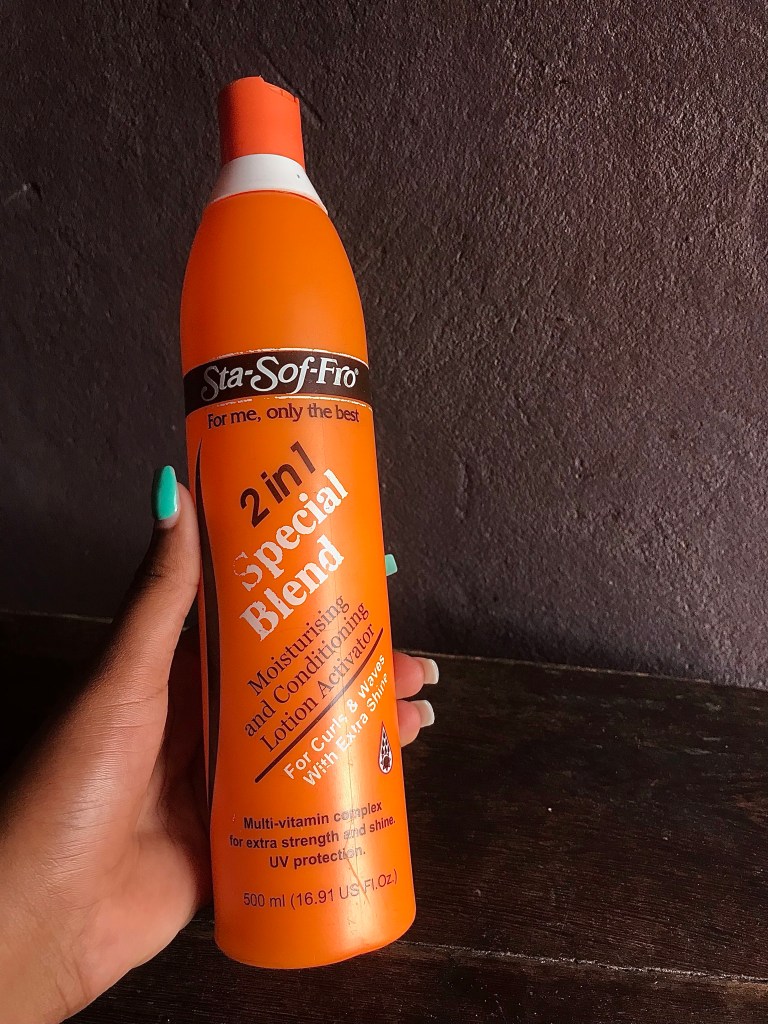 Sta-Sof-Fro®
For me, only the best
2 in 1
Special
Blend
Moisturising
and Conditioning
Lotion Activator
For Curls & Waves
With Extra Shine
Multi-vitamin complex
for extra strength and shine.
UV protection.
500 ml (16.91 US Fl.Oz.)